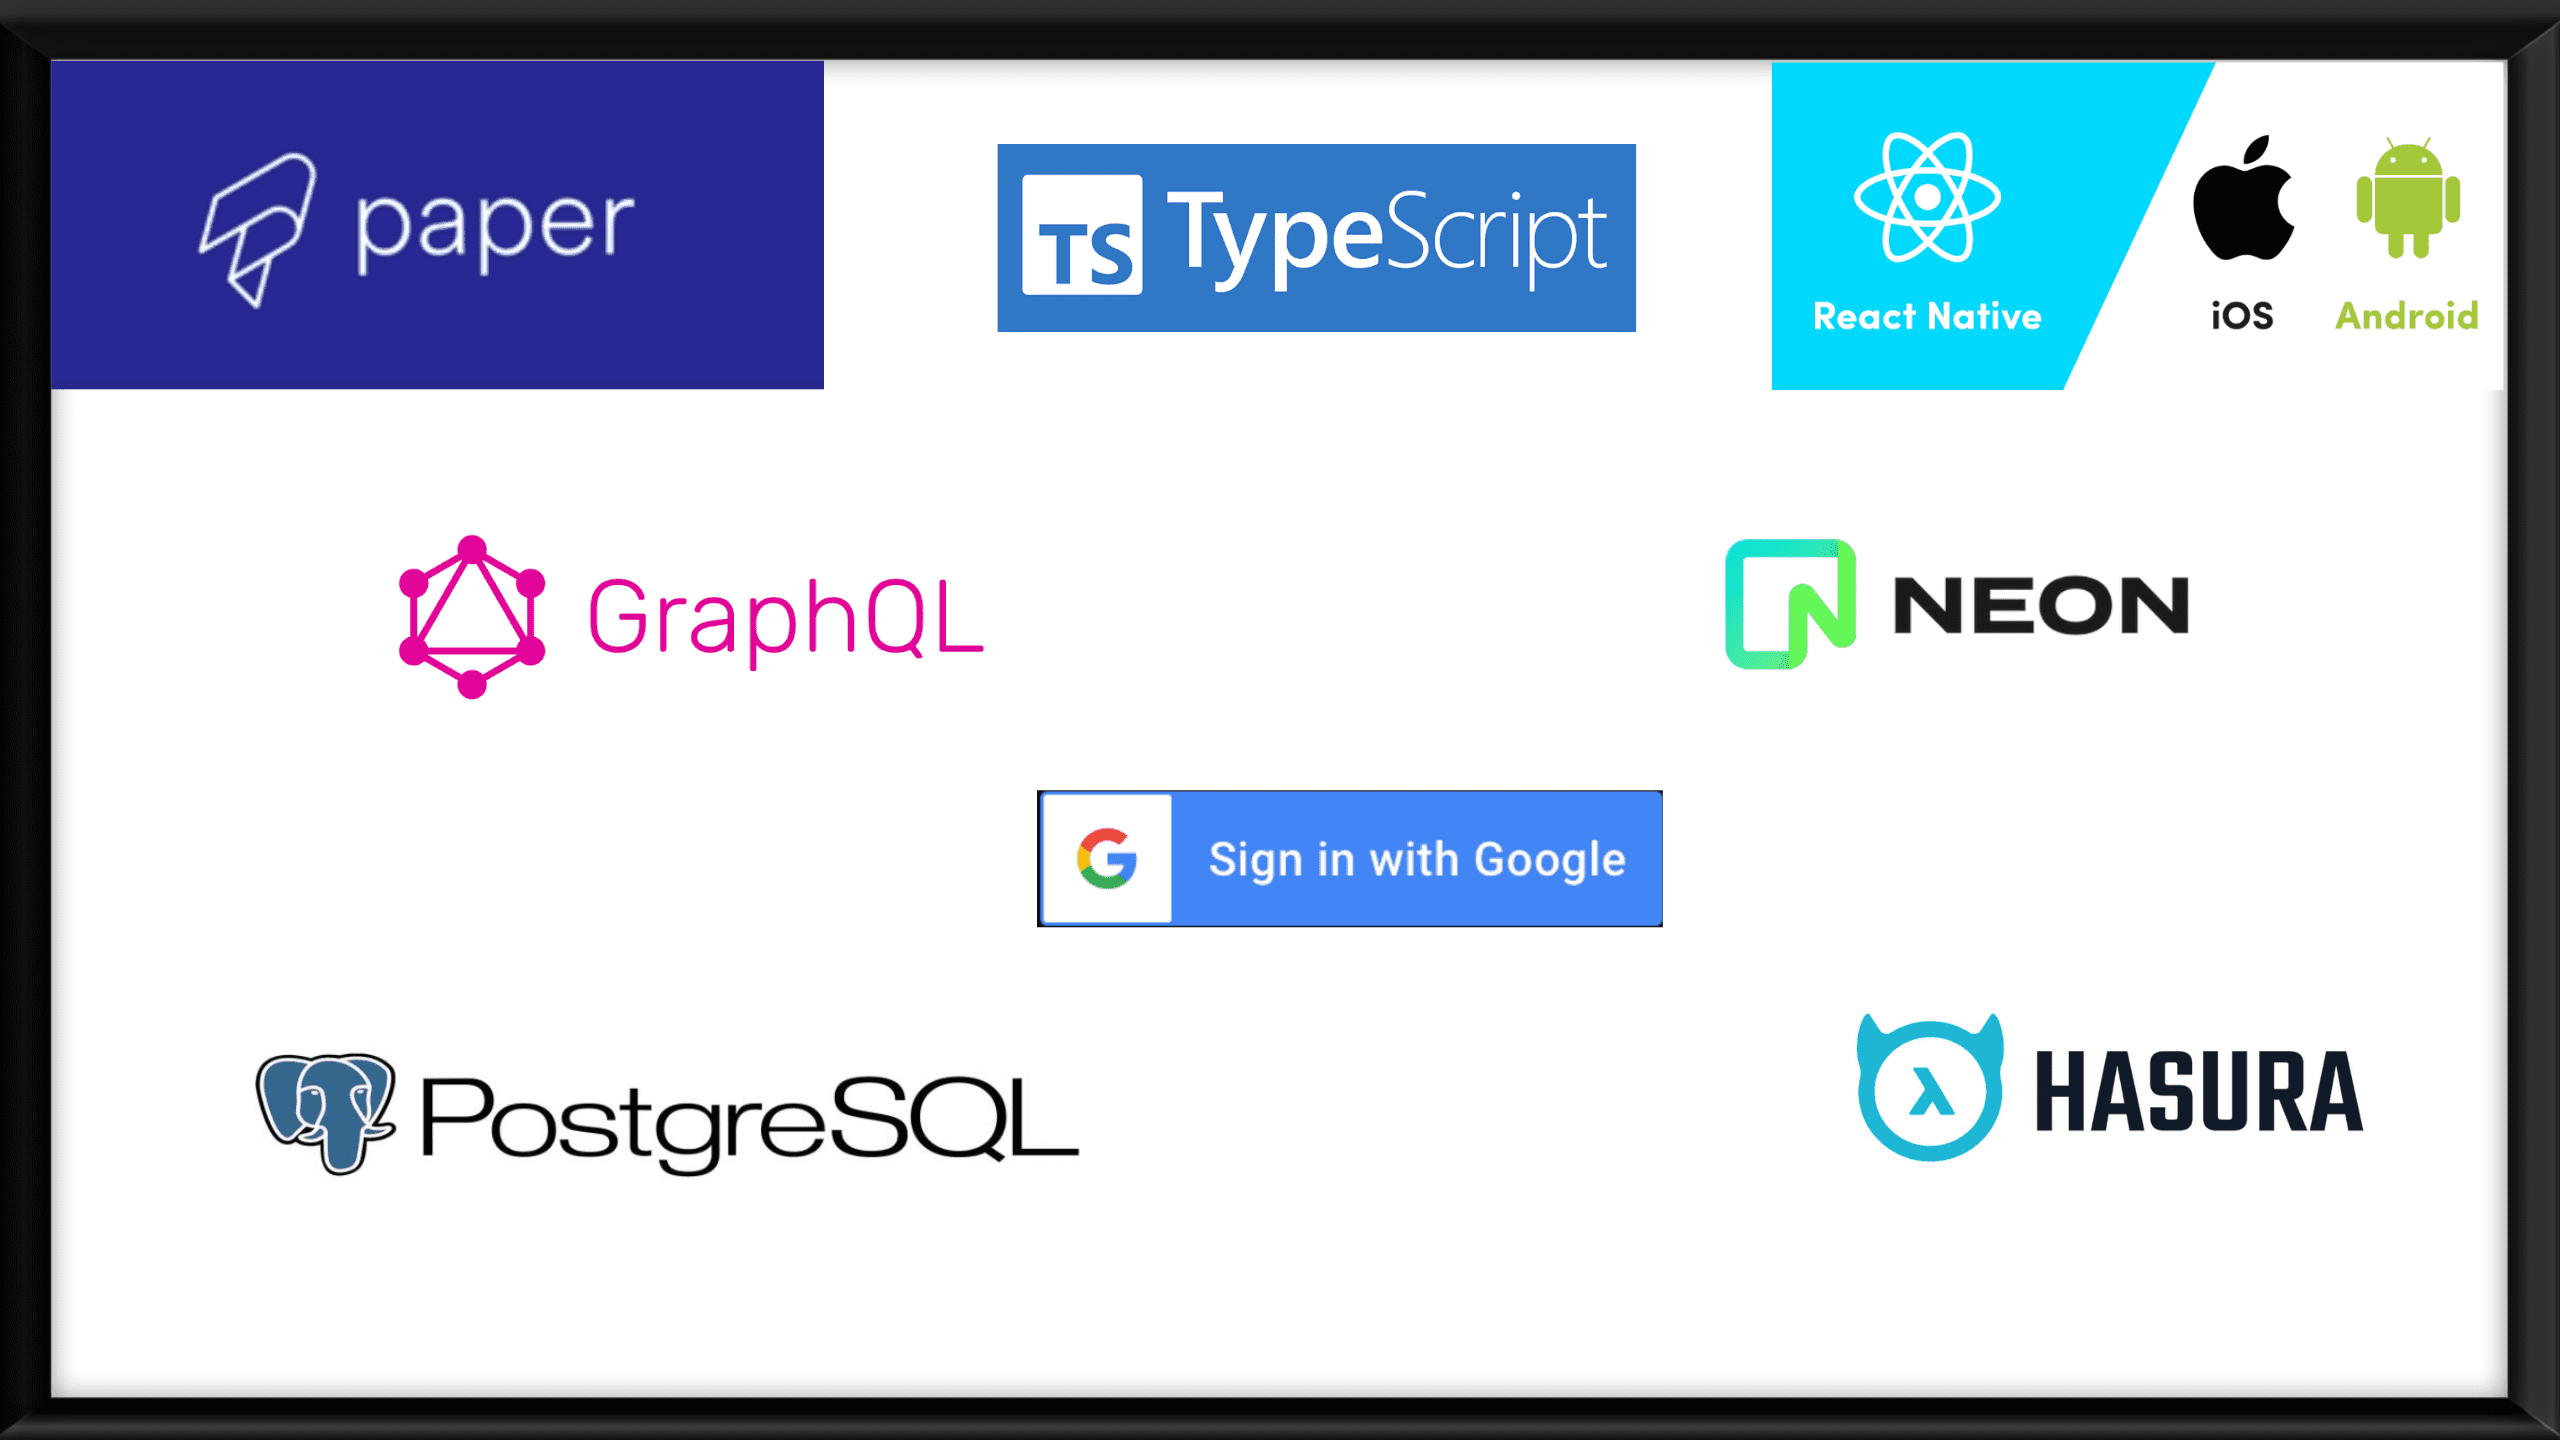 paper
TS TypeScript
React Native
iOS
Android
GraphQL
NEON
G Sign in with Google
PostgreSQL
λ HASURA